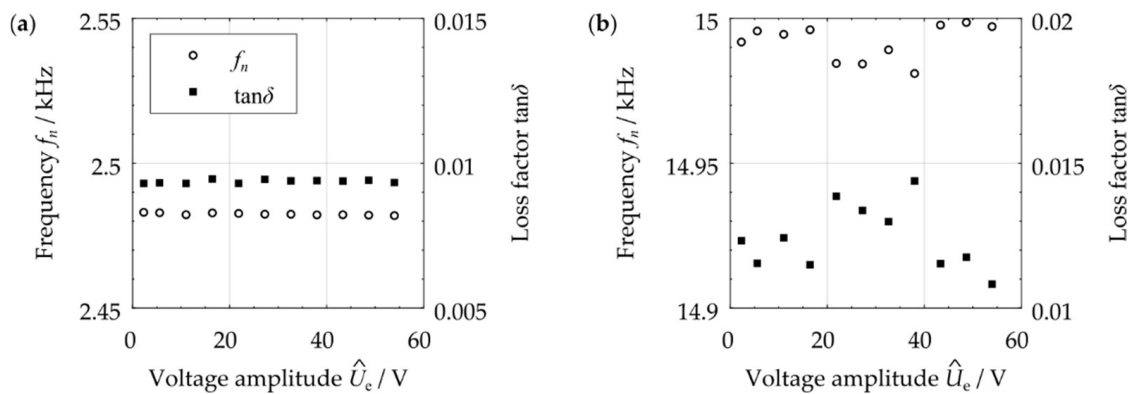 (a)
2.55
2.5
2.45
Frequency fₙ / kHz
fₙ
tanδ
0.015
0.01
0.005
Loss factor tanδ
0 20 40 60
Voltage amplitude Ûₑ / V
(b)
15
14.95
14.9
Frequency fₙ / kHz
0.02
0.015
0.01
Loss factor tanδ
0 20 40 60
Voltage amplitude Ûₑ / V